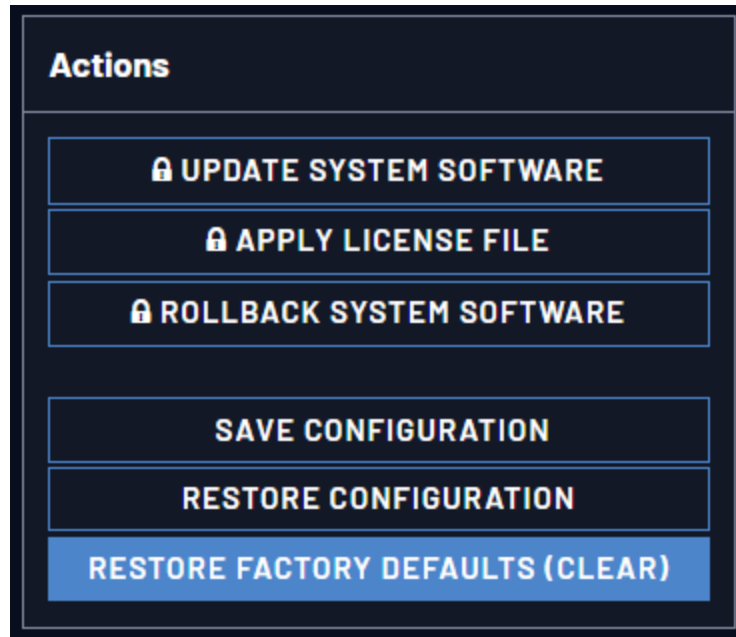 Actions
UPDATE SYSTEM SOFTWARE
APPLY LICENSE FILE
ROLLBACK SYSTEM SOFTWARE
SAVE CONFIGURATION
RESTORE CONFIGURATION
RESTORE FACTORY DEFAULTS (CLEAR)